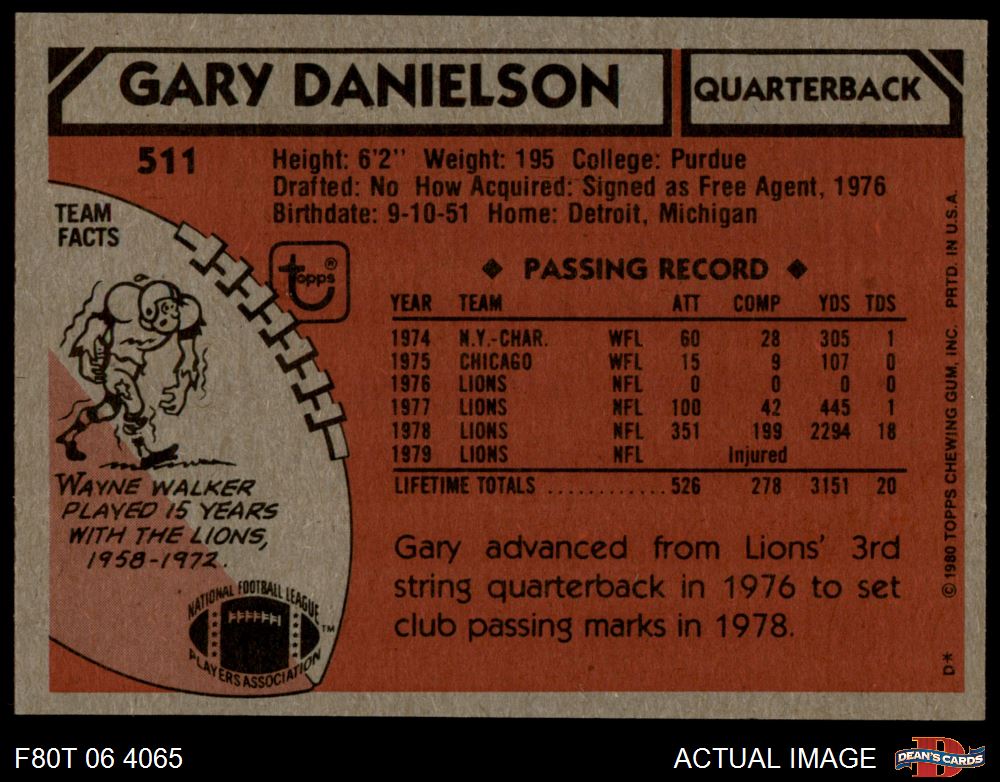 GARY DANIELSON
QUARTERBACK
511
Height: 6'2" Weight: 195 College: Purdue
Drafted: No How Acquired: Signed as Free Agent, 1976
Birthdate: 9-10-51 Home: Detroit, Michigan
TEAM
FACTS
topps®
◆ PASSING RECORD ◆
YEAR TEAM ATT COMP YDS TDS
1974 N.Y.-CHAR. WFL 60 28 305 1
1975 CHICAGO WFL 15 9 107 0
1976 LIONS NFL 0 0 0 0
1977 LIONS NFL 100 42 445 1
1978 LIONS NFL 351 199 2294 18
1979 LIONS NFL Injured
LIFETIME TOTALS ............ 526 278 3151 20
WAYNE WALKER
PLAYED 15 YEARS
WITH THE LIONS,
1958-1972.
NATIONAL FOOTBALL LEAGUE
PLAYERS ASSOCIATION
TM
Gary advanced from Lions' 3rd
string quarterback in 1976 to set
club passing marks in 1978.
©1980 TOPPS CHEWING GUM, INC. PRTD. IN U.S.A.
D*
F80T 06 4065
ACTUAL IMAGE
D
DEAN'S CARDS